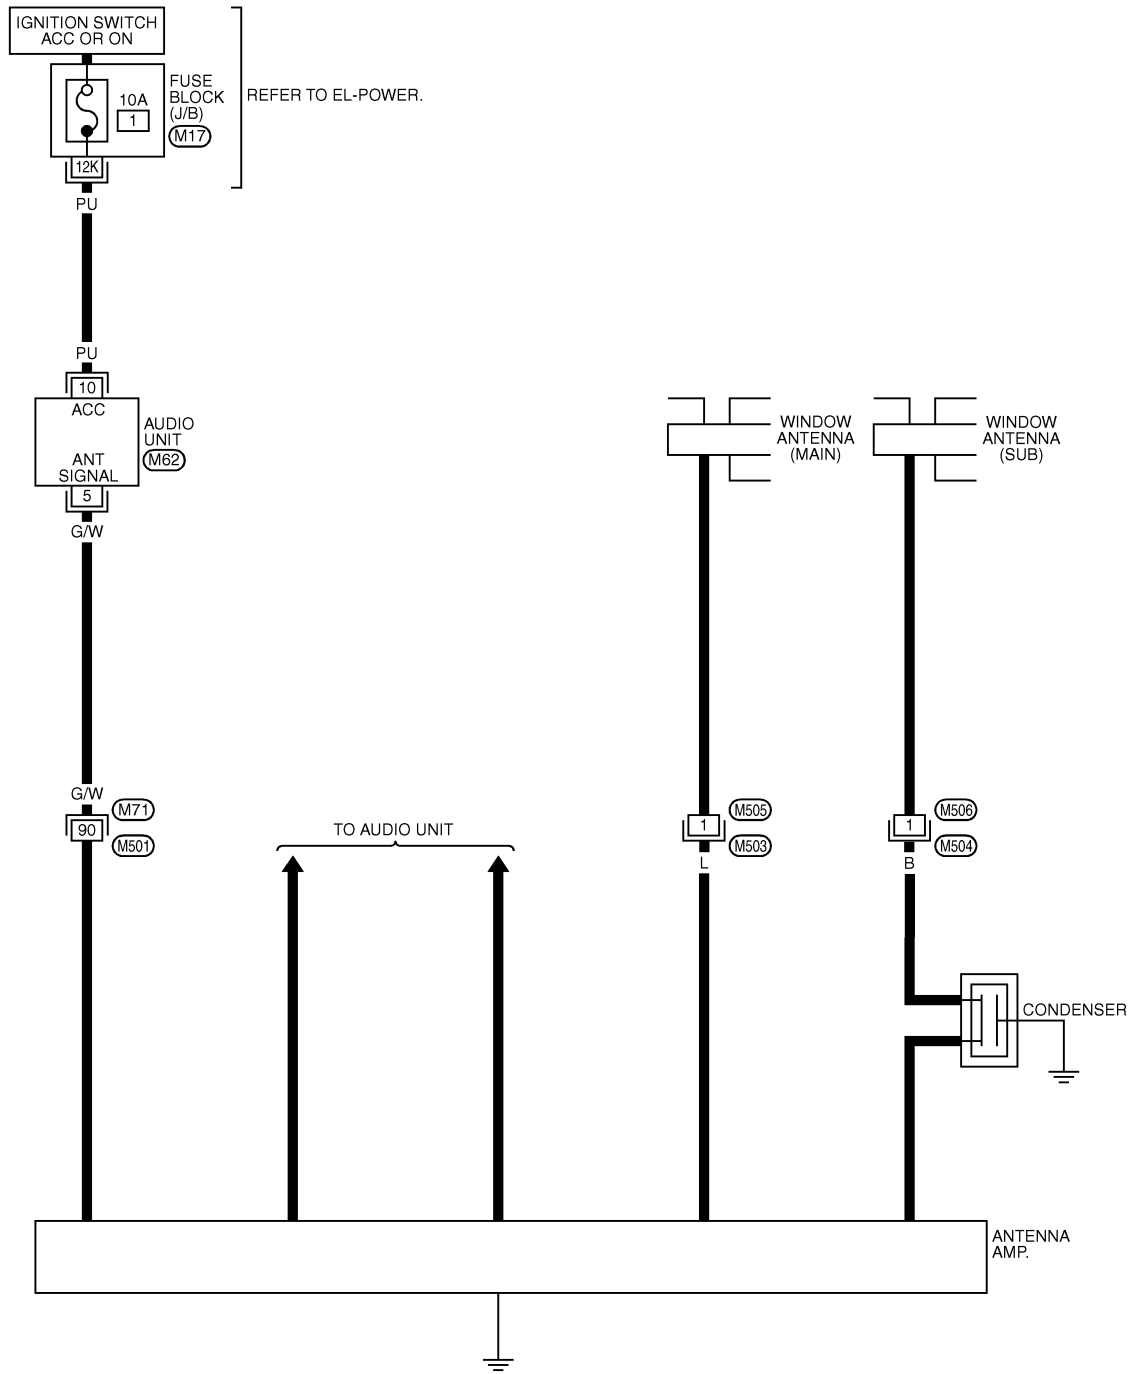 IGNITION SWITCH
ACC OR ON
FUSE
BLOCK
(J/B)
M17
10A
1
REFER TO EL-POWER.
12K
PU
PU
10
ACC
AUDIO
UNIT
M62
ANT
SIGNAL
5
G/W
WINDOW
ANTENNA
(MAIN)
WINDOW
ANTENNA
(SUB)
G/W
M71
90
M501
TO AUDIO UNIT
1
M505
M503
L
1
M506
M504
B
CONDENSER
ANTENNA
AMP.